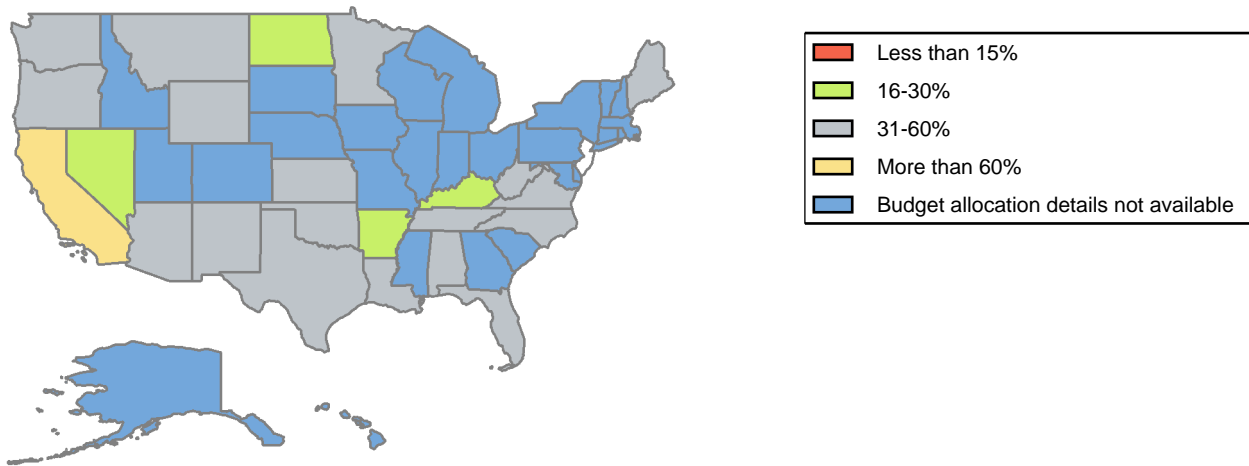 Less than 15%
16-30%
31-60%
More than 60%
Budget allocation details not available